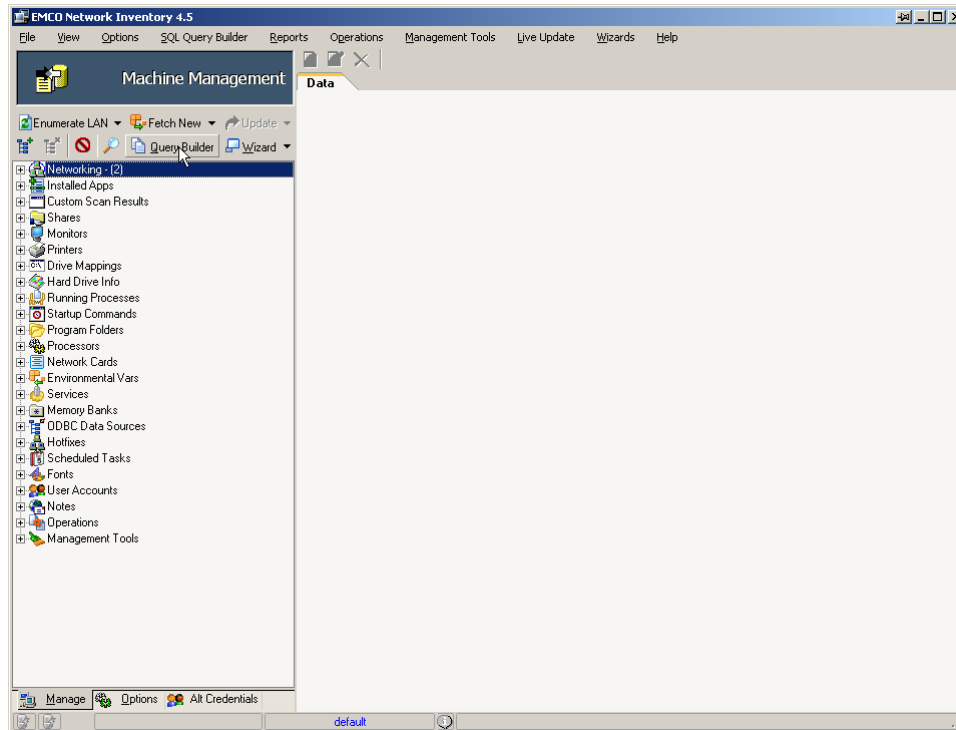 EMCO Network Inventory 4.5
File View Options SQL Query Builder Reports Operations Management Tools Live Update Wizards Help
Machine Management
Data
Enumerate LAN Fetch New Update
Query Builder Wizard
Networking - (2)
Installed Apps
Custom Scan Results
Shares
Monitors
Printers
Drive Mappings
Hard Drive Info
Running Processes
Startup Commands
Program Folders
Processors
Network Cards
Environmental Vars
Services
Memory Banks
ODBC Data Sources
Hotfixes
Scheduled Tasks
Fonts
User Accounts
Notes
Operations
Management Tools
Manage Options Alt Credentials
default